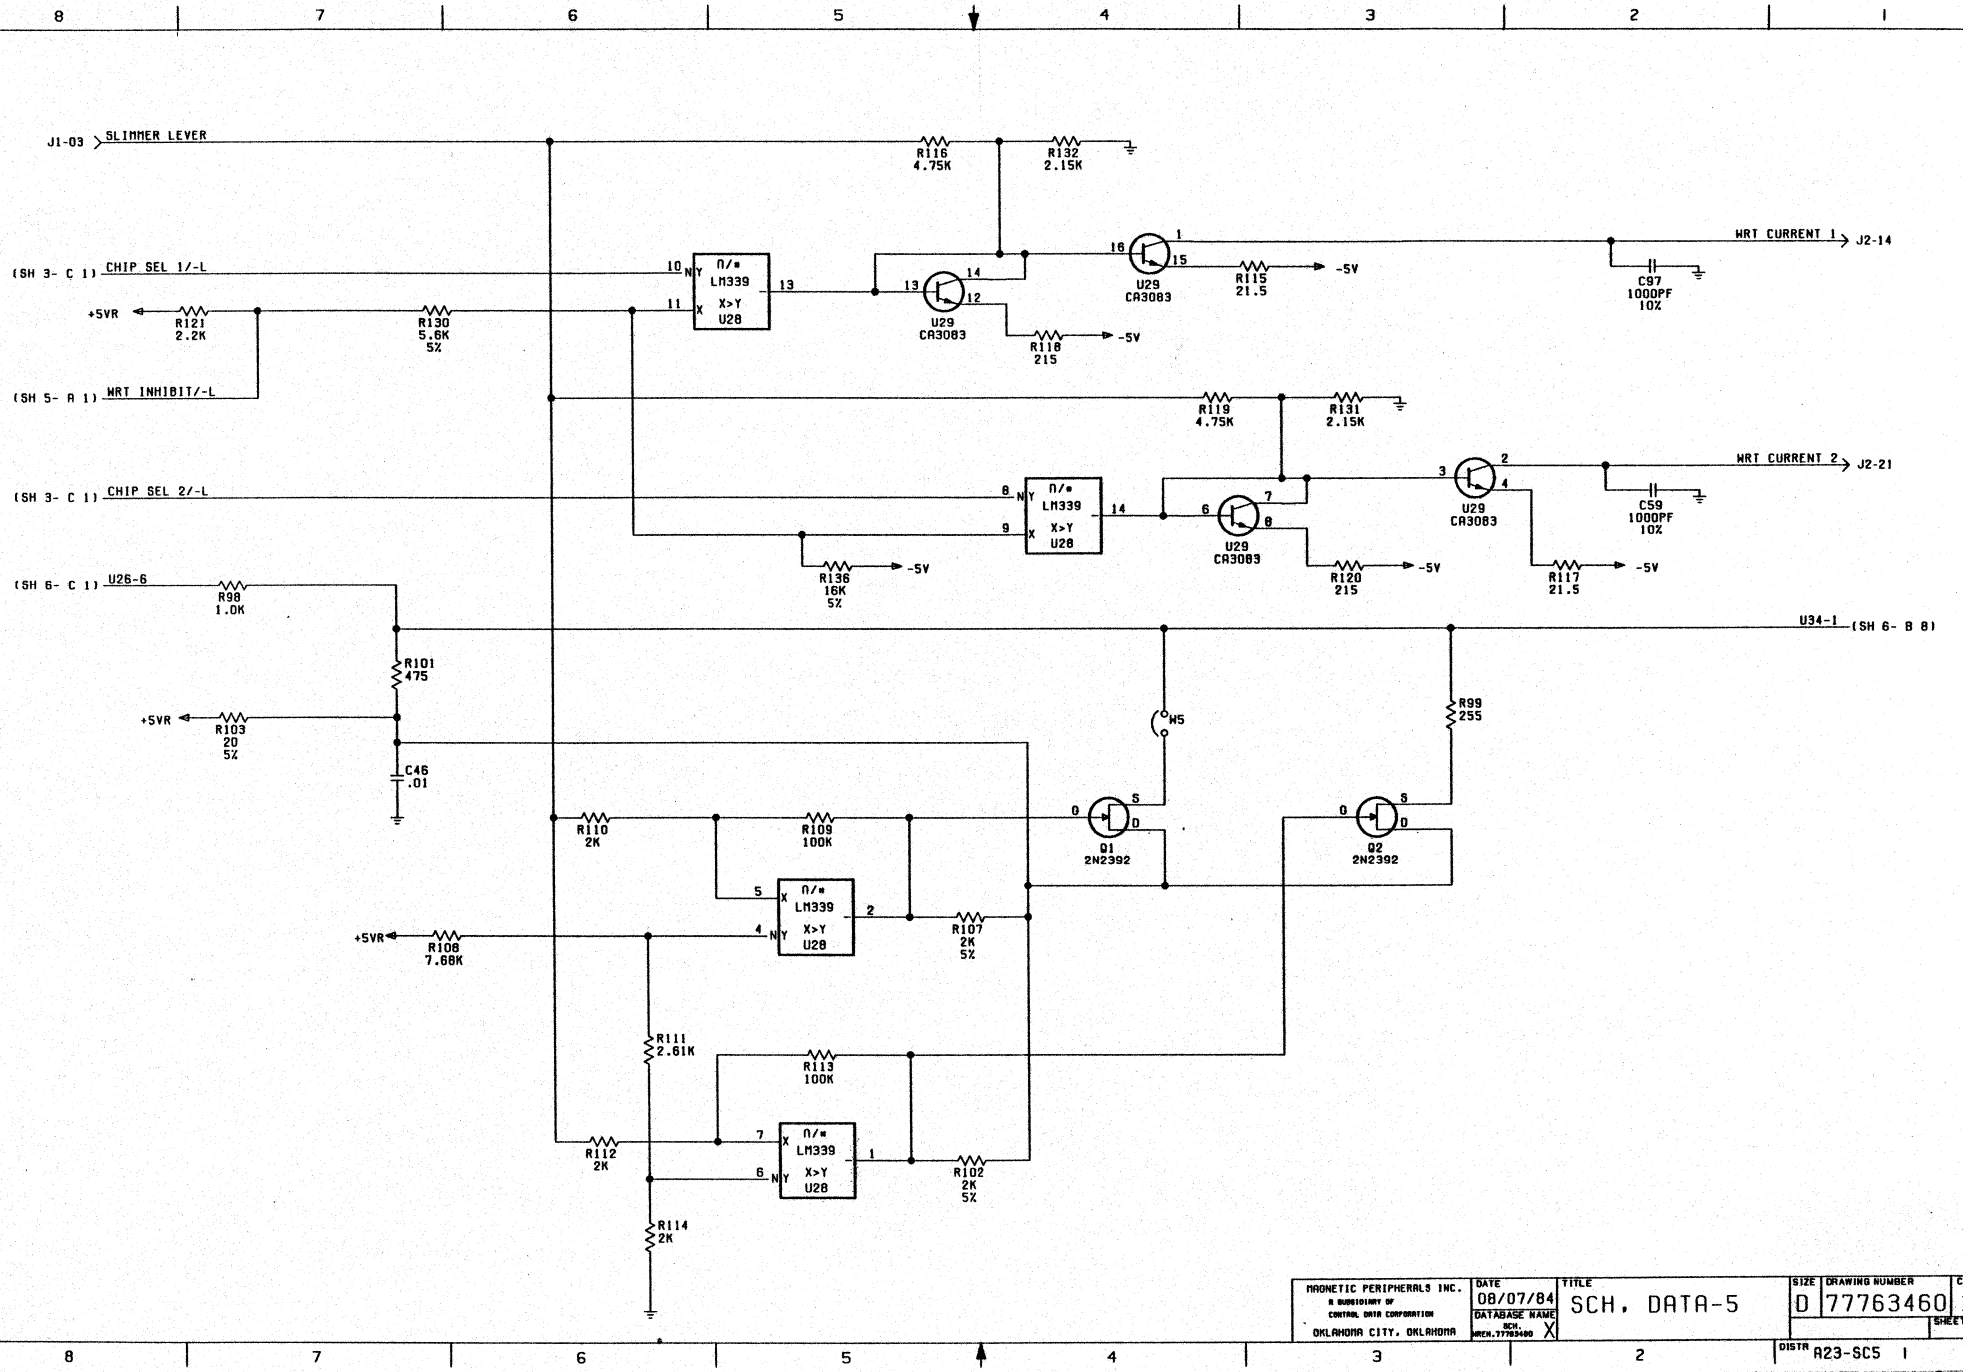 8 7 6 5 4 3 2 1
J1-03 SLIMMER LEVER
R116
4.75K
R132
2.15K
(SH 3- C 1) CHIP SEL 1/-L
10 N Y
LM339
X>Y
U28
11 X
13
13
14
12
U29
CA3083
16
1
15
U29
CA3083
R115
21.5
-5V
WRT CURRENT 1 J2-14
C97
1000PF
10%
+5VR
R121
2.2K
R130
5.6K
5%
R118
215
-5V
(SH 5- A 1) WRT INHIBIT/-L
R119
4.75K
R131
2.15K
(SH 3- C 1) CHIP SEL 2/-L
8 N Y
LM339
X>Y
U28
9 X
14
6
7
8
U29
CA3083
3
2
4
U29
CA3083
WRT CURRENT 2 J2-21
C59
1000PF
10%
R136
16K
5%
-5V
R120
215
-5V
R117
21.5
-5V
(SH 6- C 1) U26-6
R98
1.0K
U34-1 (SH 6- B 8)
R101
475
+5VR
R103
20
5%
C46
.01
W5
R99
255
R110
2K
R109
100K
G
S
D
Q1
2N2392
G
S
D
Q2
2N2392
5 X
LM339
X>Y
U28
4 N Y
2
R107
2K
5%
+5VR
R108
7.68K
R111
2.61K
R113
100K
R112
2K
7 X
LM339
X>Y
U28
6 N Y
1
R102
2K
5%
R114
2K
MAGNETIC PERIPHERALS INC.
A SUBSIDIARY OF
CONTROL DATA CORPORATION
OKLAHOMA CITY, OKLAHOMA
DATE
08/07/84
DATABASE NAME
SCH.
X
TITLE
SCH, DATA-5
SIZE
D
DRAWING NUMBER
77763460
SHEET
DISTR A23-SC5 1
8 7 6 5 4 3 2